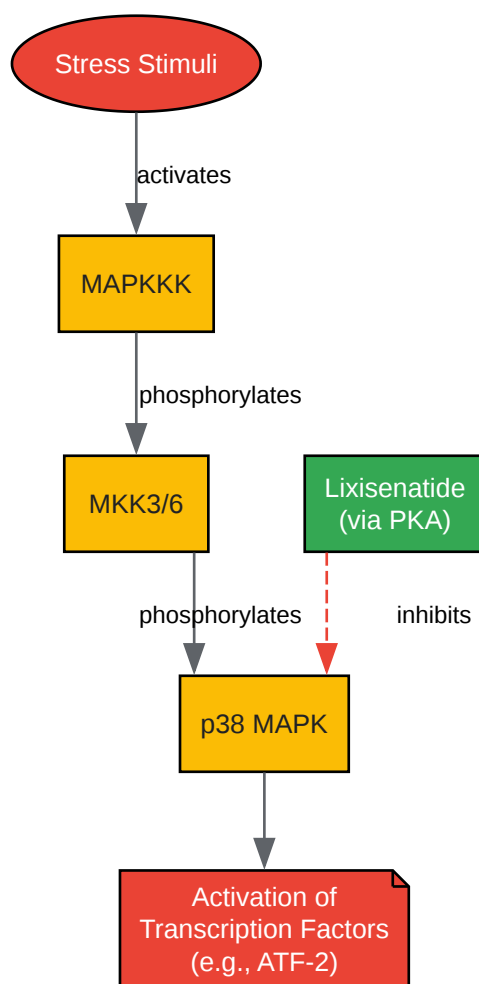 Stress Stimuli
activates
MAPKKK
phosphorylates
MKK3/6
Lixisenatide
(via PKA)
phosphorylates
inhibits
p38 MAPK
Activation of
Transcription Factors
(e.g., ATF-2)